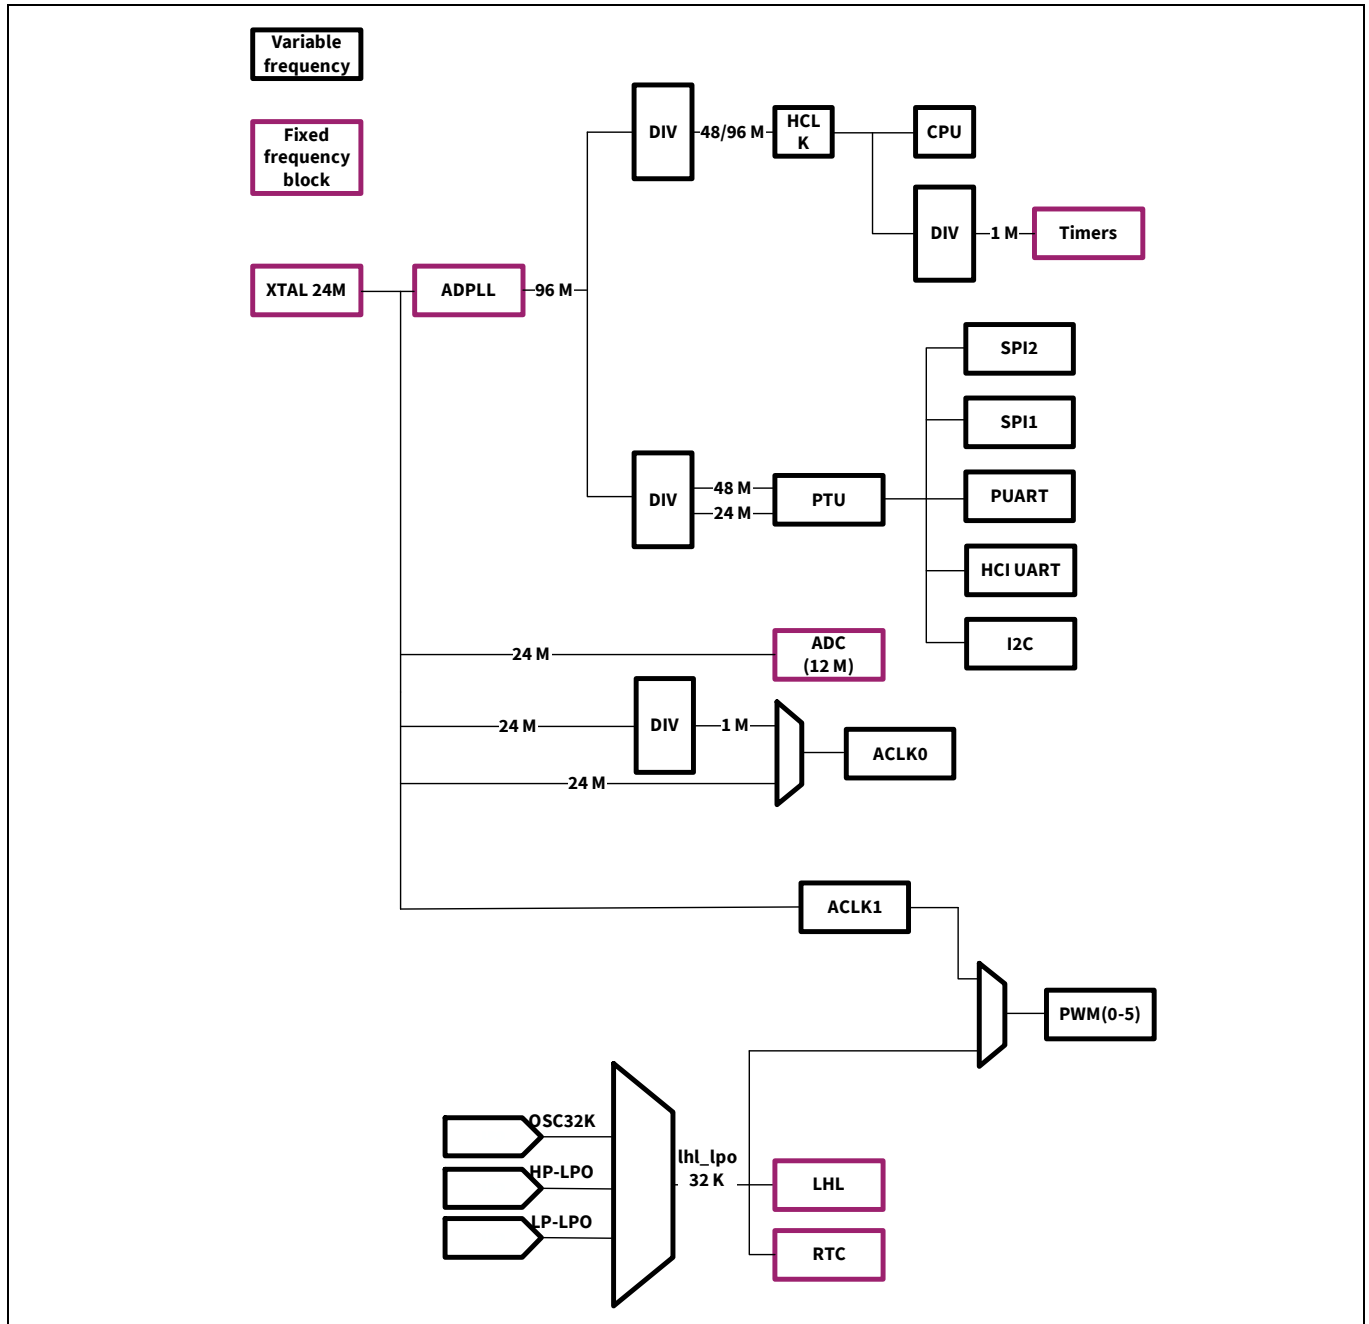 Variable
frequency
Fixed
frequency
block
DIV
48/96 M
HCL
K
CPU
DIV
1 M
Timers
XTAL 24M
ADPLL
96 M
SPI2
SPI1
DIV
48 M
24 M
PTU
PUART
HCI UART
I2C
24 M
ADC
(12 M)
24 M
DIV
1 M
ACLK0
24 M
ACLK1
PWM(0-5)
OSC32K
HP-LPO
LP-LPO
lhl_lpo
32 K
LHL
RTC